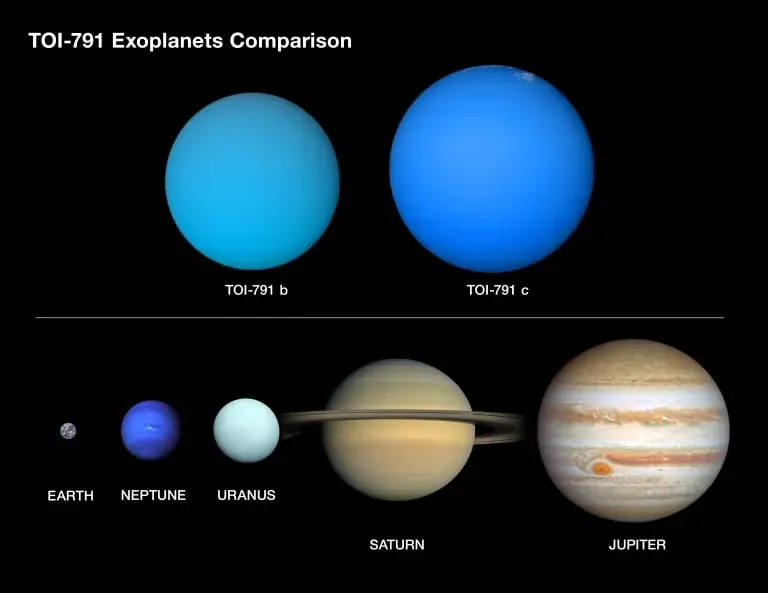 TOI-791 Exoplanets Comparison
TOI-791 b
TOI-791 c
EARTH
NEPTUNE
URANUS
SATURN
JUPITER